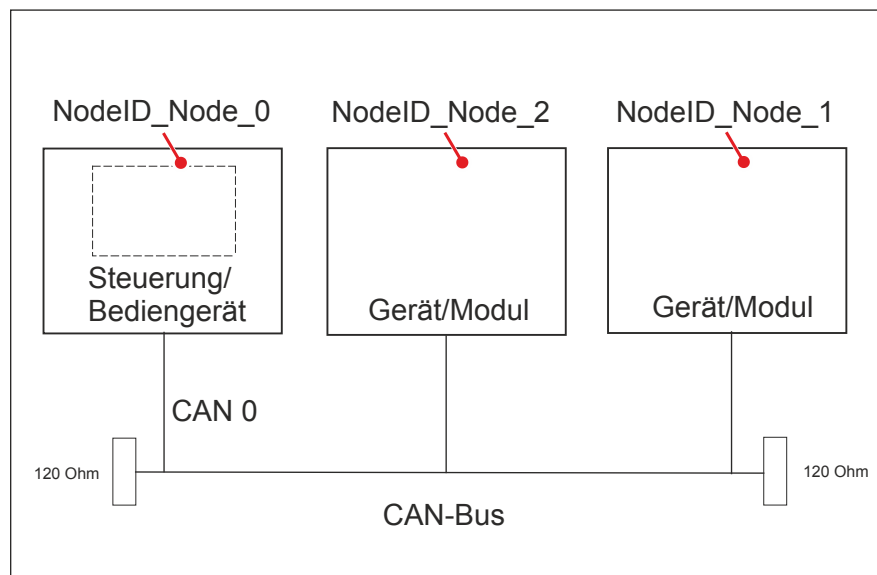 NodeID_Node_0
NodeID_Node_2
NodeID_Node_1
Steuerung/
Bediengerät
Gerät/Modul
Gerät/Modul
CAN 0
120 Ohm
120 Ohm
CAN-Bus